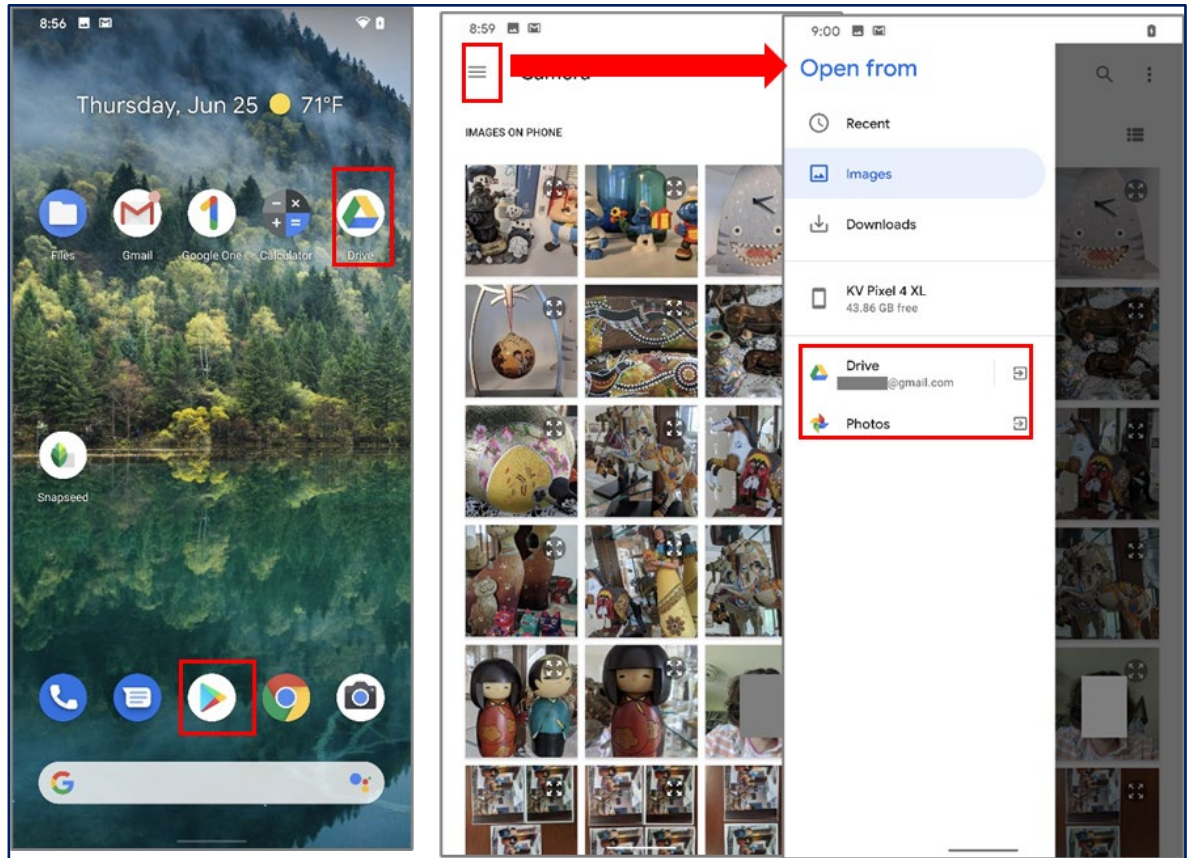 8:56
Thursday, Jun 25 71°F
Files Gmail Google One Calculator Drive
Snapseed
8:59
Camera
IMAGES ON PHONE
9:00
Open from
Recent
Images
Downloads
KV Pixel 4 XL
43.86 GB free
Drive
@gmail.com
Photos